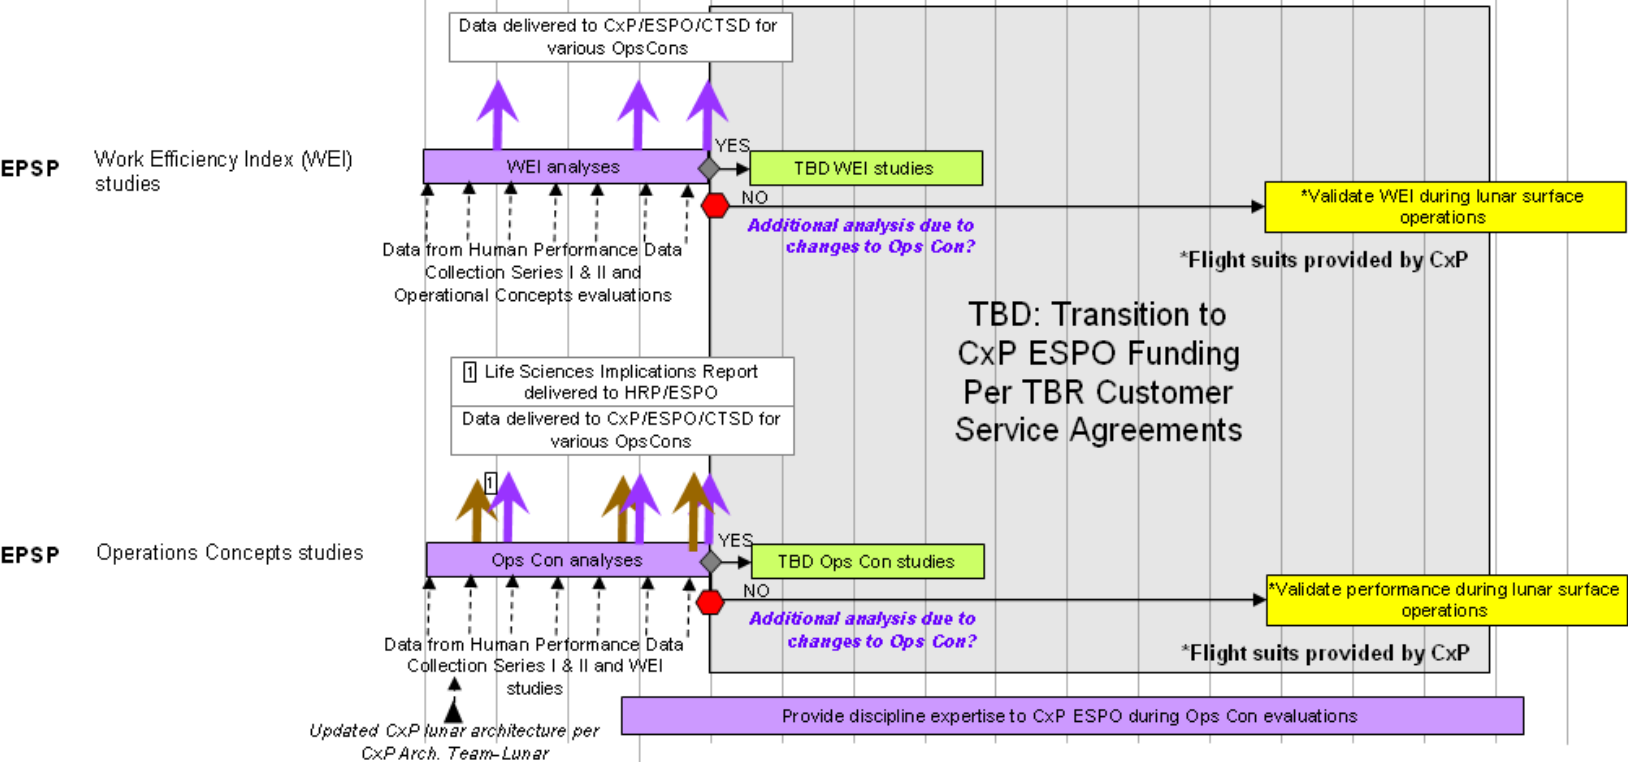 Data delivered to CxP/ESPO/CTSD for
various OpsCons
EPSP
Work Efficiency Index (WEI)
studies
WEI analyses
YES
TBD WEI studies
NO
*Validate WEI during lunar surface
operations
Additional analysis due to
changes to Ops Con?
*Flight suits provided by CxP
Data from Human Performance Data
Collection Series I & II and
Operational Concepts evaluations
TBD: Transition to
CxP ESPO Funding
Per TBR Customer
Service Agreements
1 Life Sciences Implications Report
delivered to HRP/ESPO
Data delivered to CxP/ESPO/CTSD for
various OpsCons
1
EPSP
Operations Concepts studies
Ops Con analyses
YES
TBD Ops Con studies
NO
*Validate performance during lunar surface
operations
Additional analysis due to
changes to Ops Con?
*Flight suits provided by CxP
Data from Human Performance Data
Collection Series I & II and WEI
studies
Updated CxP lunar architecture per
CxP Arch. Team-Lunar
Provide discipline expertise to CxP ESPO during Ops Con evaluations